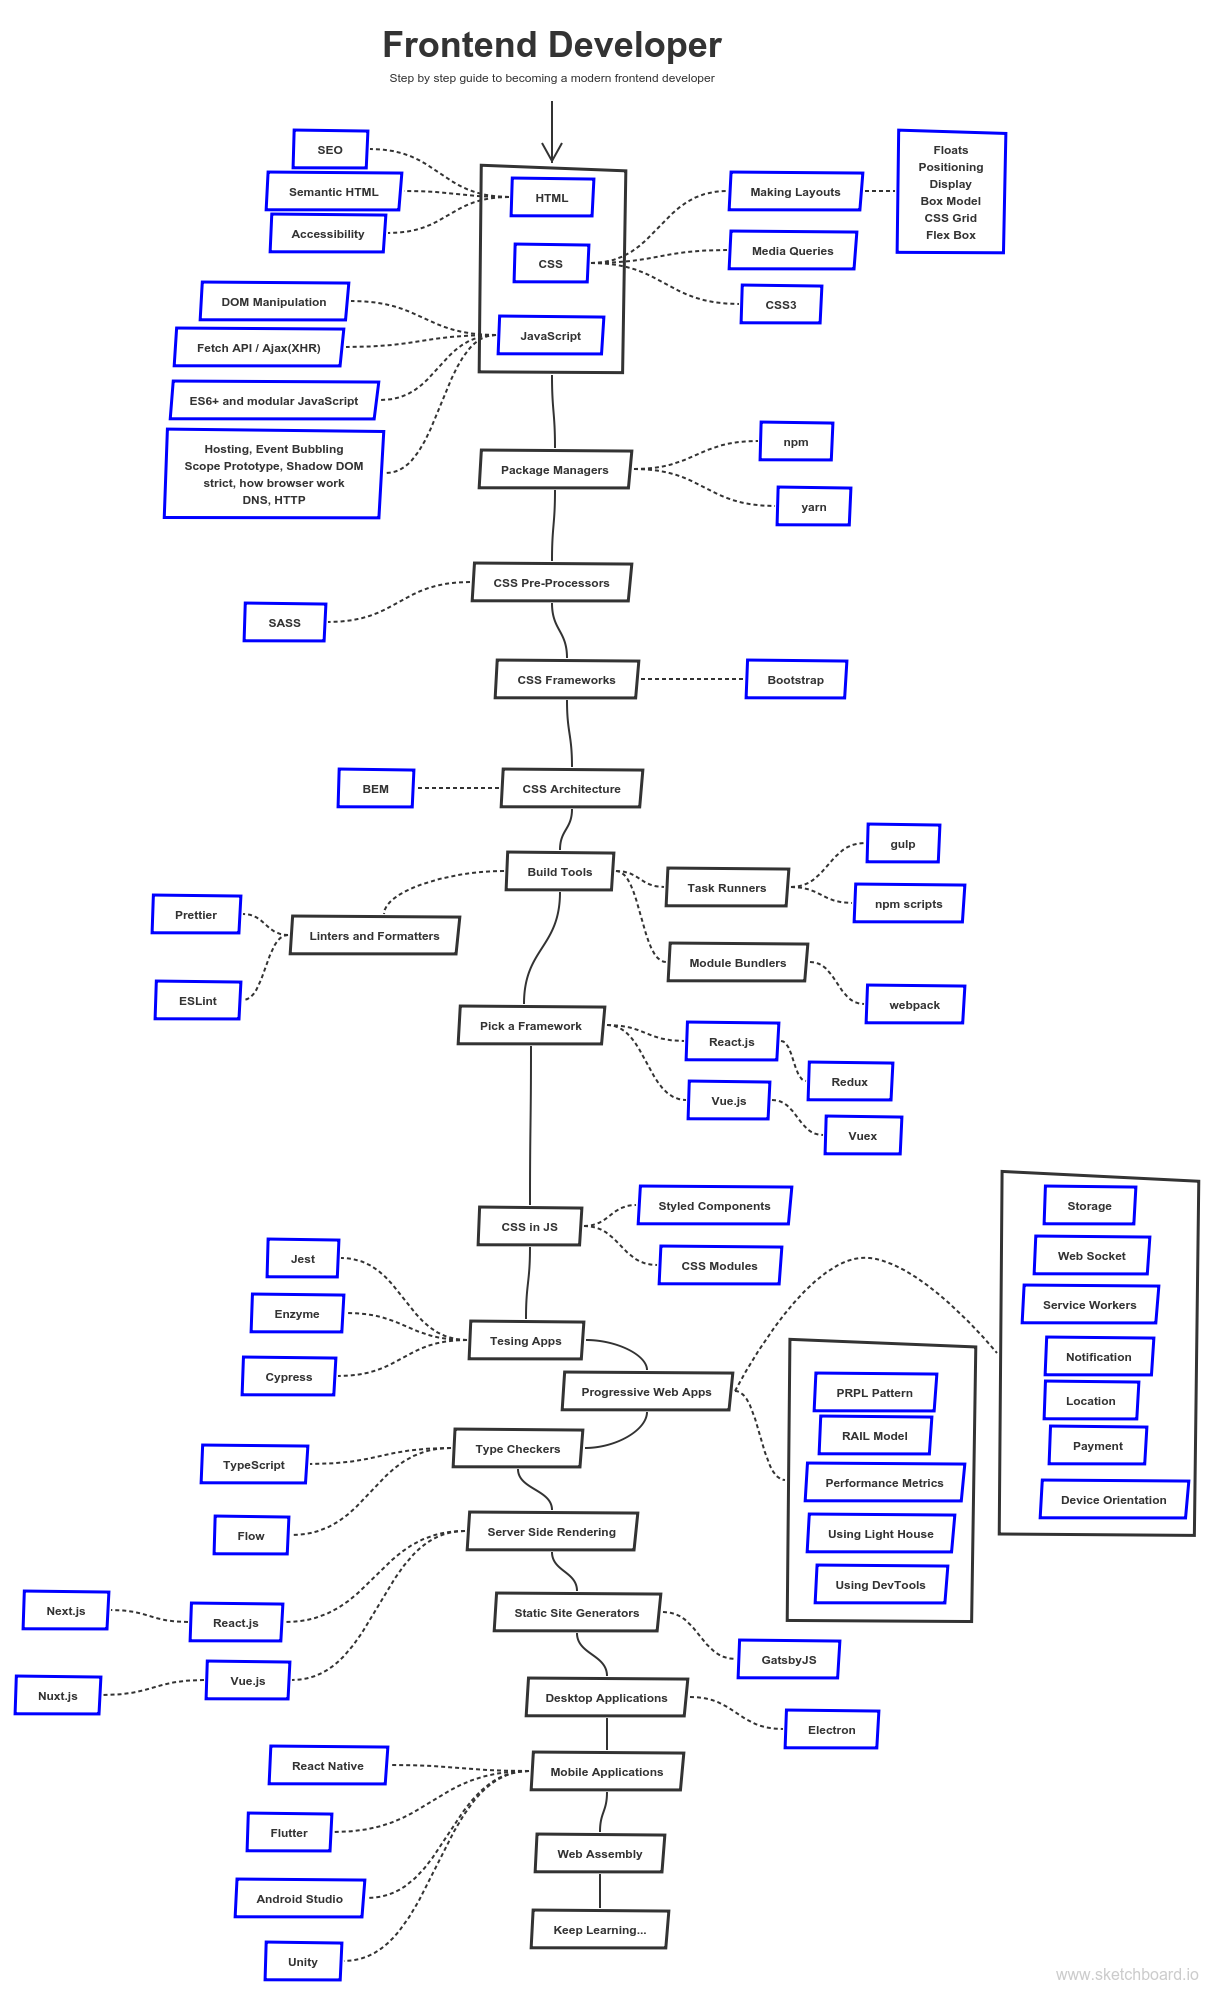 Frontend Developer
Step by step guide to becoming a modern frontend developer
SEO
Semantic HTML
Accessibility
HTML
CSS
JavaScript
Making Layouts
Media Queries
CSS3
Floats
Positioning
Display
Box Model
CSS Grid
Flex Box
DOM Manipulation
Fetch API / Ajax(XHR)
ES6+ and modular JavaScript
Hosting, Event Bubbling
Scope Prototype, Shadow DOM
strict, how browser work
DNS, HTTP
Package Managers
npm
yarn
CSS Pre-Processors
SASS
CSS Frameworks
Bootstrap
CSS Architecture
BEM
Build Tools
Task Runners
gulp
npm scripts
Module Bundlers
webpack
Linters and Formatters
Prettier
ESLint
Pick a Framework
React.js
Redux
Vue.js
Vuex
CSS in JS
Styled Components
CSS Modules
Tesing Apps
Jest
Enzyme
Cypress
Progressive Web Apps
Storage
Web Socket
Service Workers
Notification
Location
Payment
Device Orientation
PRPL Pattern
RAIL Model
Performance Metrics
Using Light House
Using DevTools
Type Checkers
TypeScript
Flow
Server Side Rendering
React.js
Next.js
Vue.js
Nuxt.js
Static Site Generators
GatsbyJS
Desktop Applications
Electron
Mobile Applications
React Native
Flutter
Android Studio
Unity
Web Assembly
Keep Learning...
www.sketchboard.io